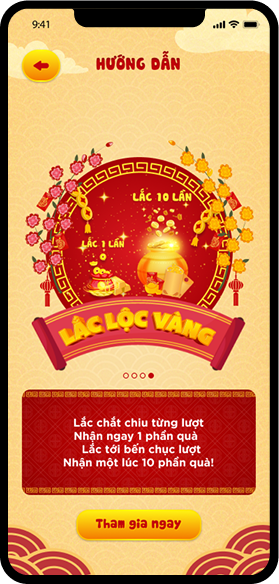 9:41
HƯỚNG DẪN
LẮC 10 LẦN
LẮC 1 LẦN
LẮC LỘC VÀNG
Lắc chắt chiu từng lượt
Nhận ngay 1 phần quà
Lắc tới bến chục lượt
Nhận một lúc 10 phần quà!
Tham gia ngay